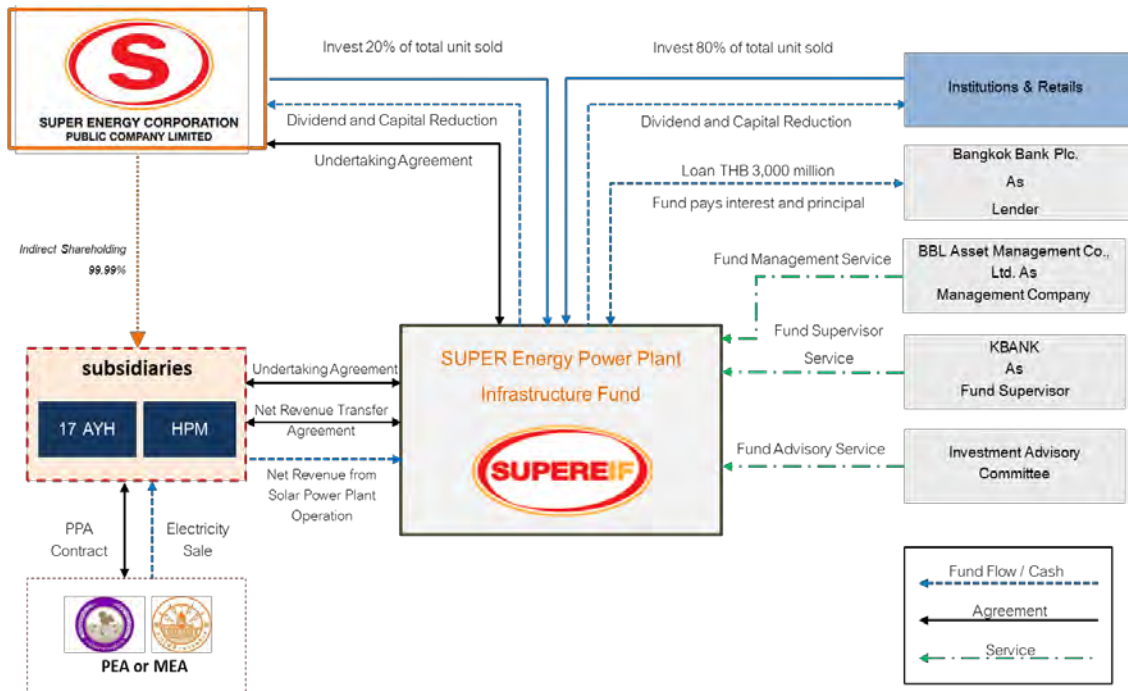 S
SUPER ENERGY CORPORATION
PUBLIC COMPANY LIMITED
Invest 20% of total unit sold
Invest 80% of total unit sold
Institutions & Retails
Dividend and Capital Reduction
Dividend and Capital Reduction
Undertaking Agreement
Loan THB 3,000 million
Fund pays interest and principal
Bangkok Bank Plc.
As
Lender
Indirect Shareholding
99.99%
Fund Management Service
BBL Asset Management Co.,
Ltd. As
Management Company
Fund Supervisor
Service
KBANK
As
Fund Supervisor
Fund Advisory Service
Investment Advisory
Committee
subsidiaries
17 AYH
HPM
Undertaking Agreement
Net Revenue Transfer
Agreement
Net Revenue from
Solar Power Plant
Operation
SUPER Energy Power Plant
Infrastructure Fund
SUPEREIF
PPA
Contract
Electricity
Sale
PEA or MEA
Fund Flow / Cash
Agreement
Service